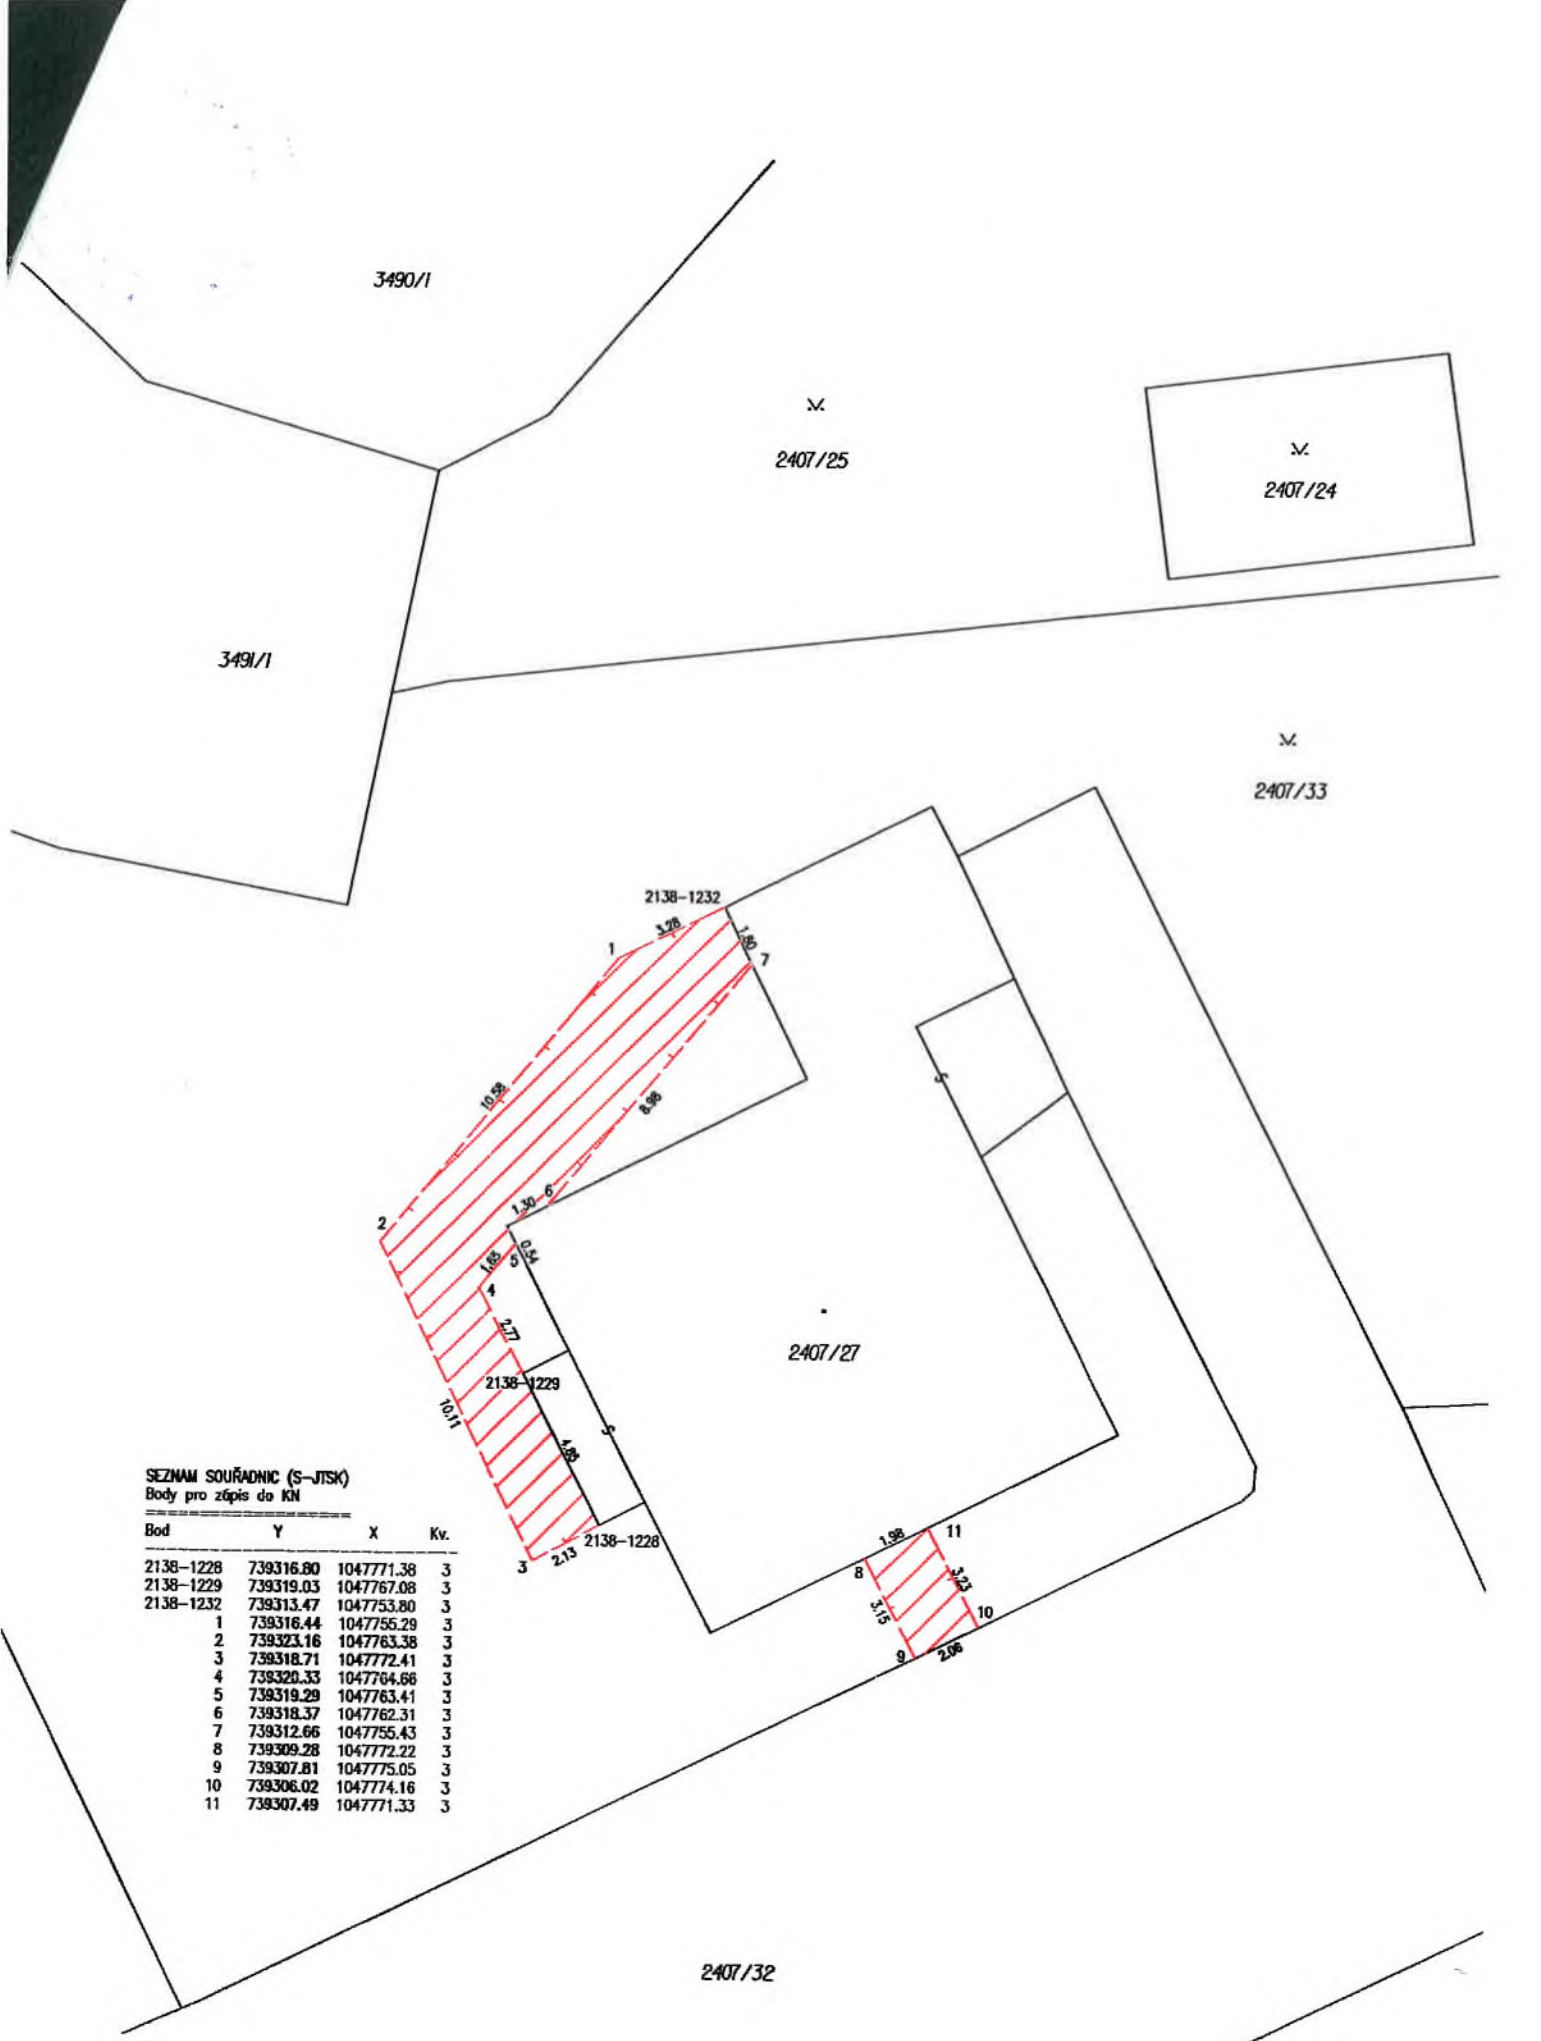 3490/1
2407/25
2407/24
3491/1
2407/33
2138-1232
3.28
1
1.80
7
10.58
8.98
6
1.30
2
0.54
5
1.63
4
2.77
2407/27
2138-1229
10.11
4.85
2138-1228
3
2.13
1.98
11
8
3.23
3.15
10
9
2.06
SEZNAM SOUŘADNIC (S-JTSK)
Body pro zápis do KN
====================
Bod Y X Kv.
2138-1228 739316.80 1047771.38 3
2138-1229 739319.03 1047767.08 3
2138-1232 739313.47 1047753.80 3
1 739316.44 1047755.29 3
2 739323.16 1047763.38 3
3 739318.71 1047772.41 3
4 739320.33 1047764.66 3
5 739319.29 1047763.41 3
6 739318.37 1047762.31 3
7 739312.66 1047755.43 3
8 739309.28 1047772.22 3
9 739307.81 1047775.05 3
10 739306.02 1047774.16 3
11 739307.49 1047771.33 3
2407/32